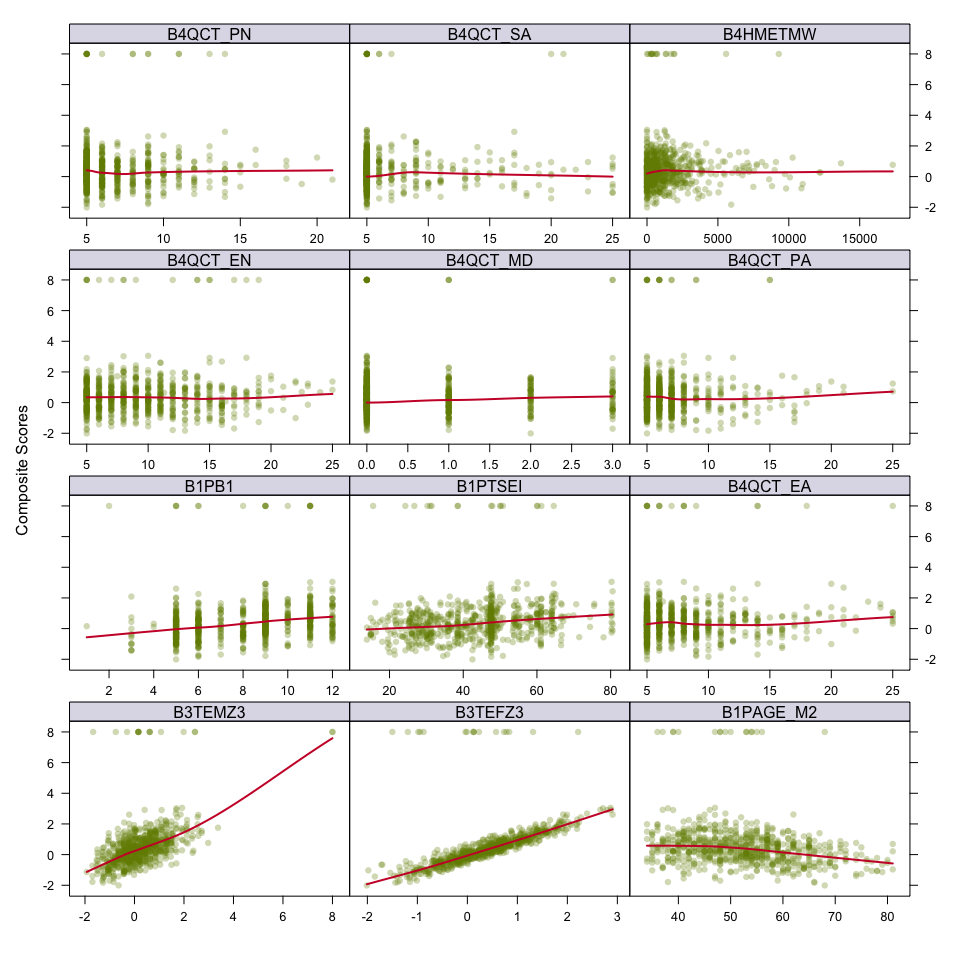 B4QCT_PN B4QCT_SA B4HMETMW
8
6
4
2
0
-2
5 10 15 20 5 10 15 20 25 0 5000 10000 15000
B4QCT_EN B4QCT_MD B4QCT_PA
8
6
4
2
0
-2
5 10 15 20 25 0.0 0.5 1.0 1.5 2.0 2.5 3.0 5 10 15 20 25
Composite Scores
B1PB1 B1PTSEI B4QCT_EA
8
6
4
2
0
-2
2 4 6 8 10 12 20 40 60 80 5 10 15 20 25
B3TEMZ3 B3TEFZ3 B1PAGE_M2
8
6
4
2
0
-2
-2 0 2 4 6 8 -2 -1 0 1 2 3 40 50 60 70 80